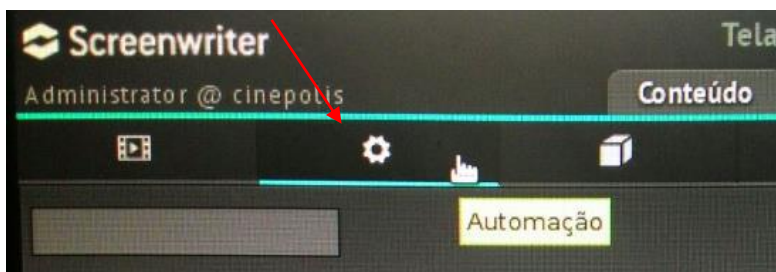 Screenwriter
Tela
Administrator @ cinepolis
Conteúdo
Automação